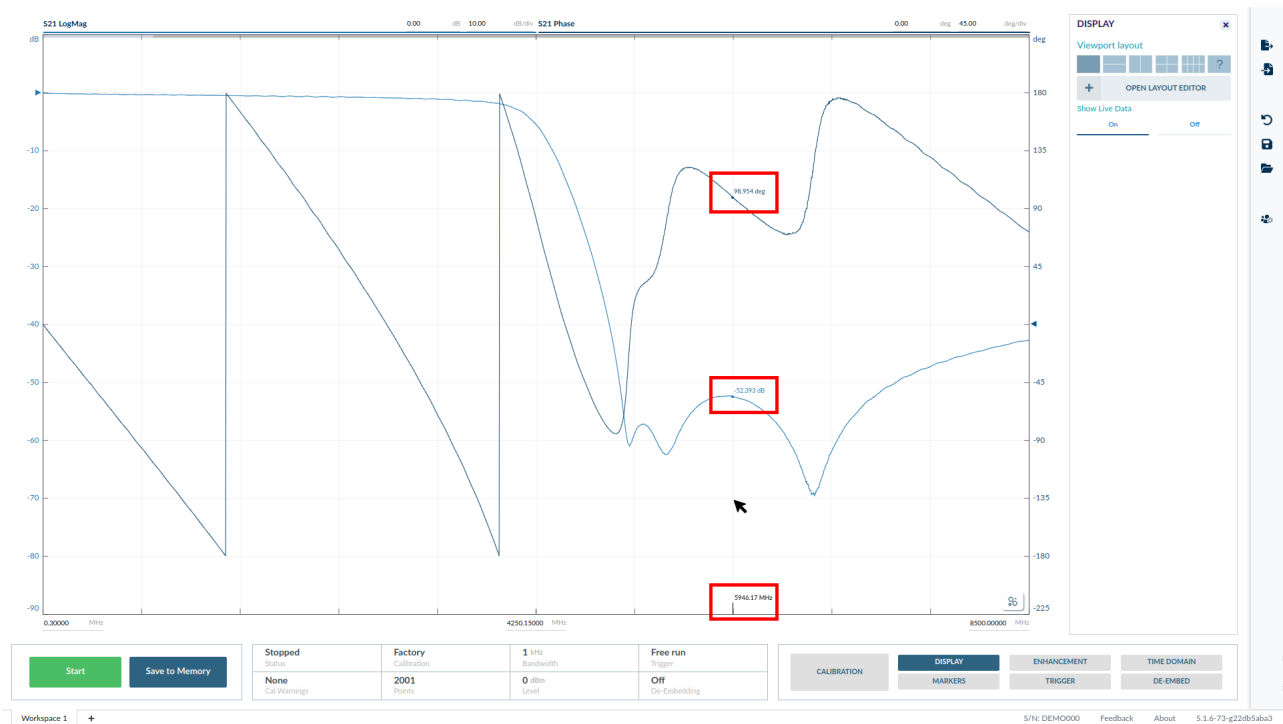 S21 LogMag 0.00 dB 10.00 dB/div S21 Phase 0.00 deg 45.00 deg/div
dB deg
180
-10 135
-20 90
-30 45
-40
-50 -45
-60 -90
-70 -135
-80 -180
-90 -225
98.954 deg
-52.393 dB
5946.17 MHz
0.30000 MHz 4250.15000 MHz 8500.00000 MHz
DISPLAY
Viewport layout
?
+ OPEN LAYOUT EDITOR
Show Live Data
On Off
Start Save to Memory
Stopped Factory 1 kHz Free run
Status Calibration Bandwidth Trigger
None 2001 0 dBm Off
Cal Warnings Points Level De-Embedding
CALIBRATION
DISPLAY ENHANCEMENT TIME DOMAIN
MARKERS TRIGGER DE-EMBED
Workspace 1 + S/N: DEMO000 Feedback About 5.1.6-73-g22db5aba3